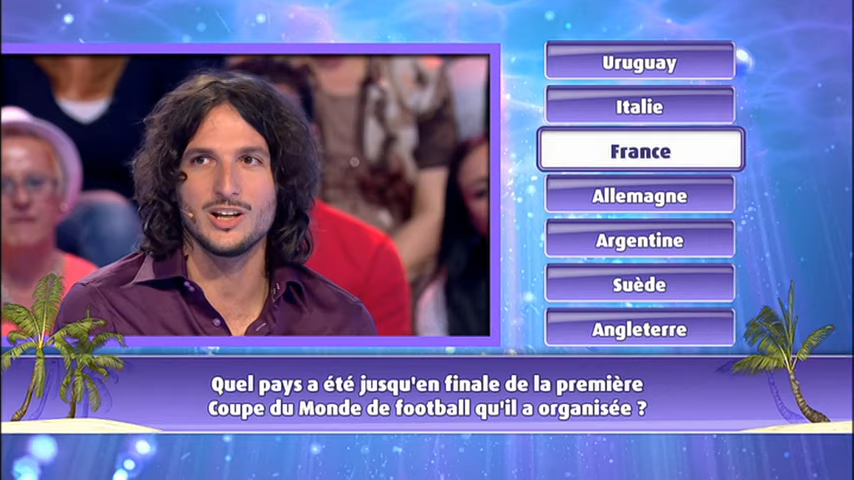 Uruguay
Italie
France
Allemagne
Argentine
Suède
Angleterre
Quel pays a été jusqu'en finale de la première
Coupe du Monde de football qu'il a organisée ?